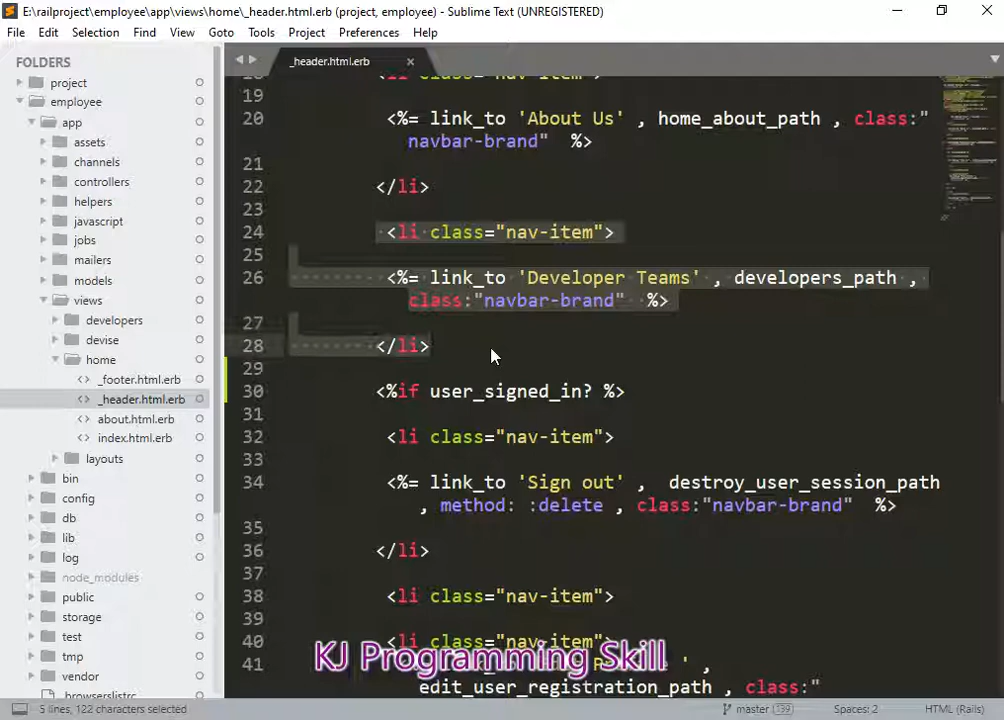 E:\railproject\employee\app\views\home\_header.html.erb (project, employee) - Sublime Text (UNREGISTERED)
File Edit Selection Find View Goto Tools Project Preferences Help
FOLDERS
project
employee
app
assets
channels
controllers
helpers
javascript
jobs
mailers
models
views
developers
devise
home
_footer.html.erb
_header.html.erb
about.html.erb
index.html.erb
layouts
bin
config
db
lib
log
node_modules
public
storage
test
tmp
vendor
.browserslistrc
_header.html.erb
18 <li class="nav-item">
19
20 <%= link_to 'About Us' , home_about_path , class:"
navbar-brand" %>
21
22 </li>
23
24 <li class="nav-item">
25
26 <%= link_to 'Developer Teams' , developers_path ,
class:"navbar-brand" %>
27
28 </li>
29
30 <%if user_signed_in? %>
31
32 <li class="nav-item">
33
34 <%= link_to 'Sign out' , destroy_user_session_path
, method: :delete , class:"navbar-brand" %>
35
36 </li>
37
38 <li class="nav-item">
39
40 <li class="nav-item">
41 ' ,
edit_user_registration_path , class:"
KJ Programming Skill
5 lines, 122 characters selected
master 139
Spaces: 2
HTML (Rails)